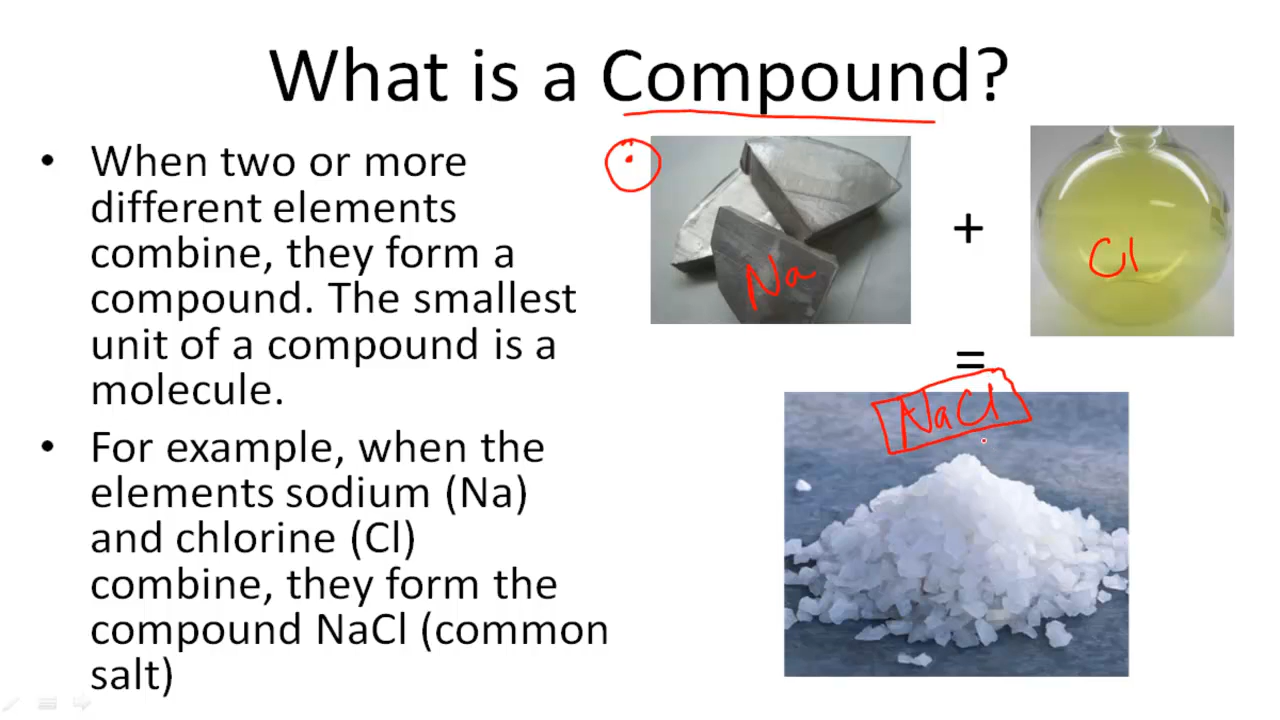 What is a Compound?
• When two or more
different elements
combine, they form a
compound. The smallest
unit of a compound is a
molecule.
• For example, when the
elements sodium (Na)
and chlorine (Cl)
combine, they form the
compound NaCl (common
salt)
Na
+
Cl
=
NaCl